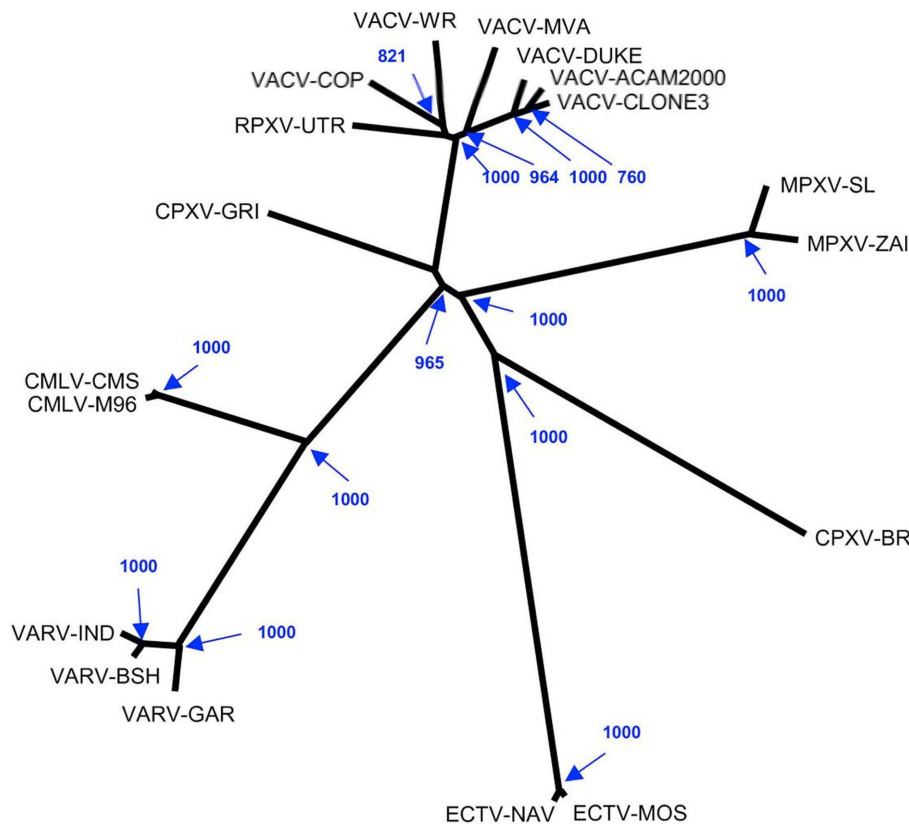 VACV-WR
VACV-MVA
821
VACV-DUKE
VACV-COP
VACV-ACAM2000
VACV-CLONE3
RPXV-UTR
1000 964 1000 760
MPXV-SL
CPXV-GRI
MPXV-ZAI
1000
1000
965
1000
CMLV-CMS
CMLV-M96
1000
1000
CPXV-BR
1000
VARV-IND
1000
VARV-BSH
VARV-GAR
1000
ECTV-NAV
ECTV-MOS